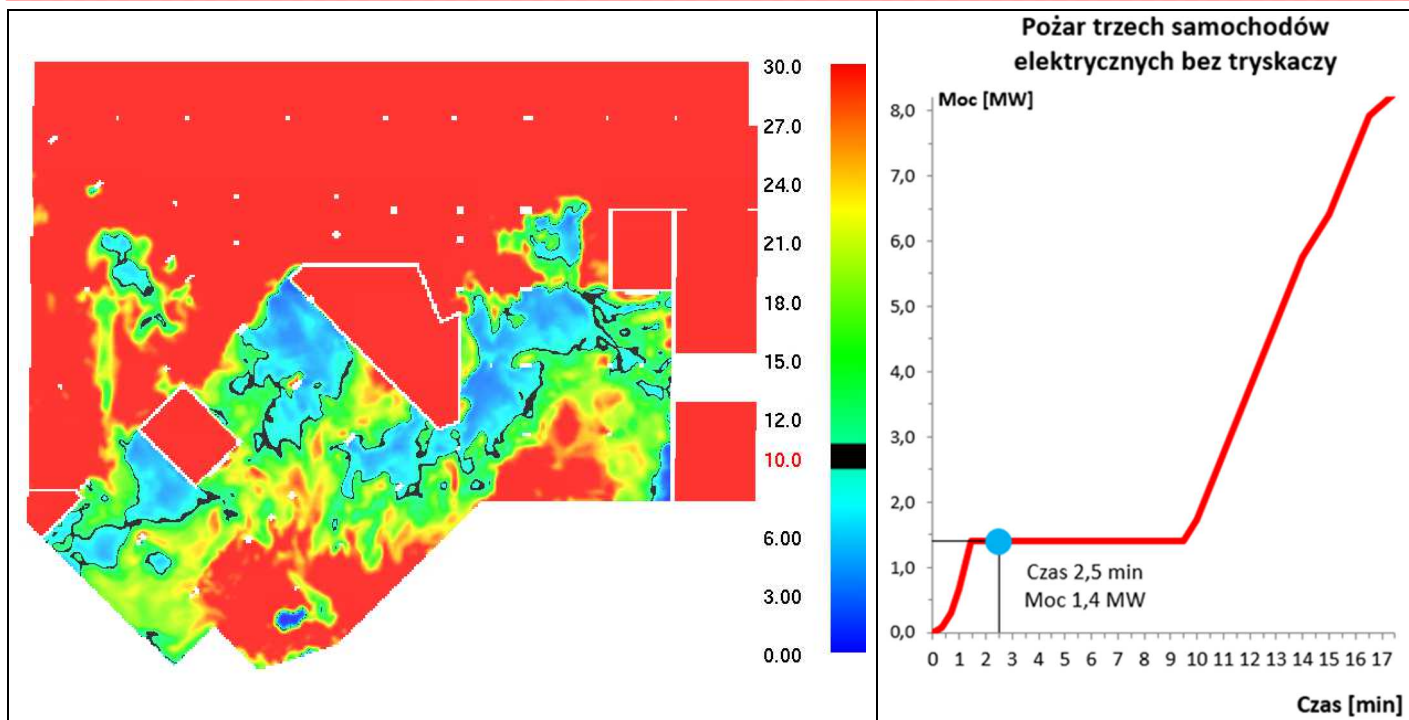 30.0
27.0
24.0
21.0
18.0
15.0
12.0
10.0
6.00
3.00
0.00
Pożar trzech samochodów
elektrycznych bez tryskaczy
Moc [MW]
8,0
7,0
6,0
5,0
4,0
3,0
2,0
1,0
0,0
Czas 2,5 min
Moc 1,4 MW
0 1 2 3 4 5 6 7 8 9 10 11 12 13 14 15 16 17
Czas [min]